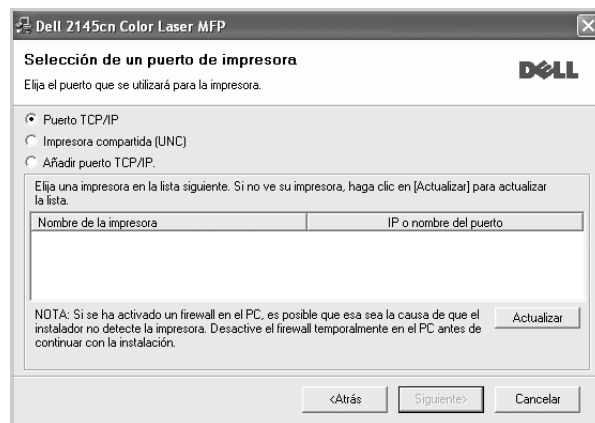 Dell 2145cn Color Laser MFP
Selección de un puerto de impresora
Elija el puerto que se utilizará para la impresora.
DELL
Puerto TCP/IP
Impresora compartida (UNC)
Añadir puerto TCP/IP.
Elija una impresora en la lista siguiente. Si no ve su impresora, haga clic en [Actualizar] para actualizar
la lista.
Nombre de la impresora IP o nombre del puerto
NOTA: Si se ha activado un firewall en el PC, es posible que esa sea la causa de que el
instalador no detecte la impresora. Desactive el firewall temporalmente en el PC antes de
continuar con la instalación.
Actualizar
<Atrás Siguiente> Cancelar